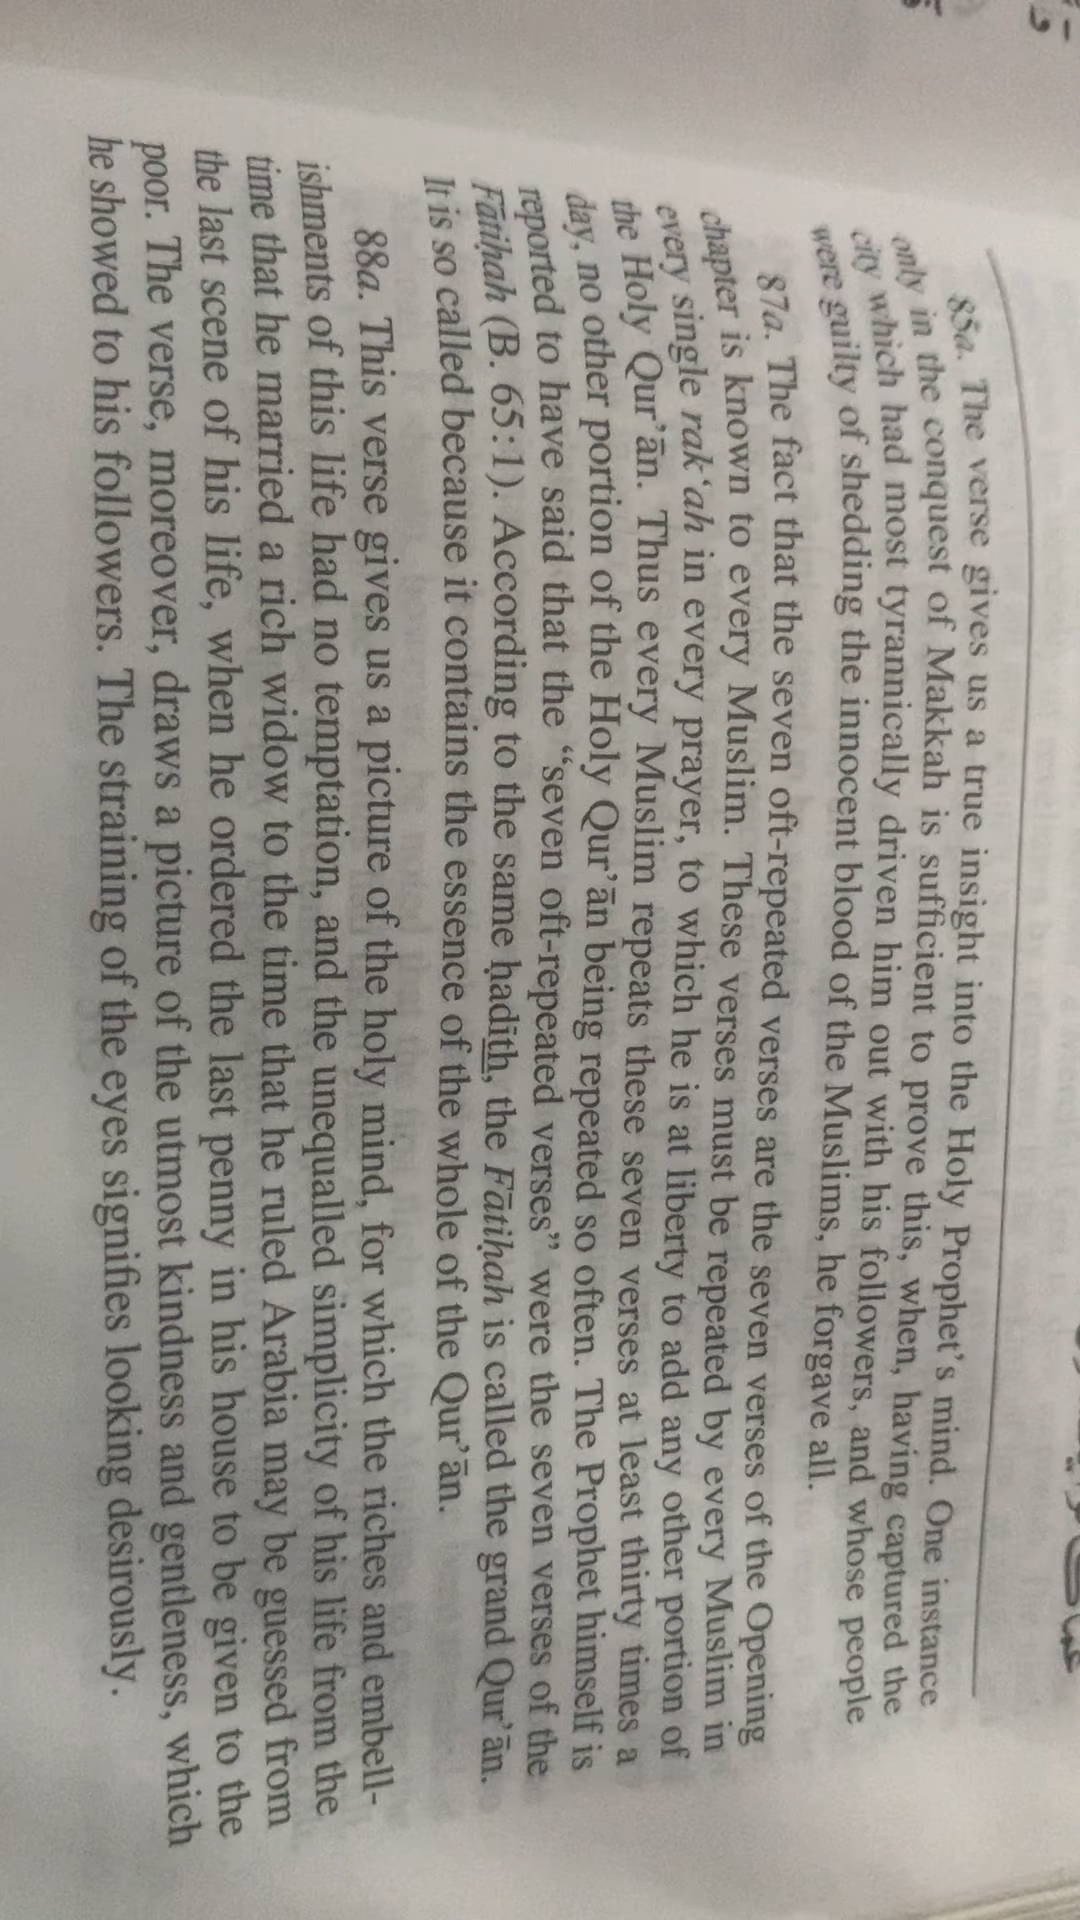 85a. The verse gives us a true insight into the Holy Prophet's mind. One instance
only in the conquest of Makkah is sufficient to prove this, when, having captured the
city which had most tyrannically driven him out with his followers, and whose people
were guilty of shedding the innocent blood of the Muslims, he forgave all.
87a. The fact that the seven oft-repeated verses are the seven verses of the Opening
chapter is known to every Muslim. These verses must be repeated by every Muslim in
every single rak‘ah in every prayer, to which he is at liberty to add any other portion of
the Holy Qur’ān. Thus every Muslim repeats these seven verses at least thirty times a
day, no other portion of the Holy Qur’ān being repeated so often. The Prophet himself is
reported to have said that the “seven oft-repeated verses” were the seven verses of the
Fātiḥah (B. 65:1). According to the same ḥadīth, the Fātiḥah is called the grand Qur’ān.
It is so called because it contains the essence of the whole of the Qur’ān.
88a. This verse gives us a picture of the holy mind, for which the riches and embell-
ishments of this life had no temptation, and the unequalled simplicity of his life from the
time that he married a rich widow to the time that he ruled Arabia may be guessed from
the last scene of his life, when he ordered the last penny in his house to be given to the
poor. The verse, moreover, draws a picture of the utmost kindness and gentleness, which
he showed to his followers. The straining of the eyes signifies looking desirously.